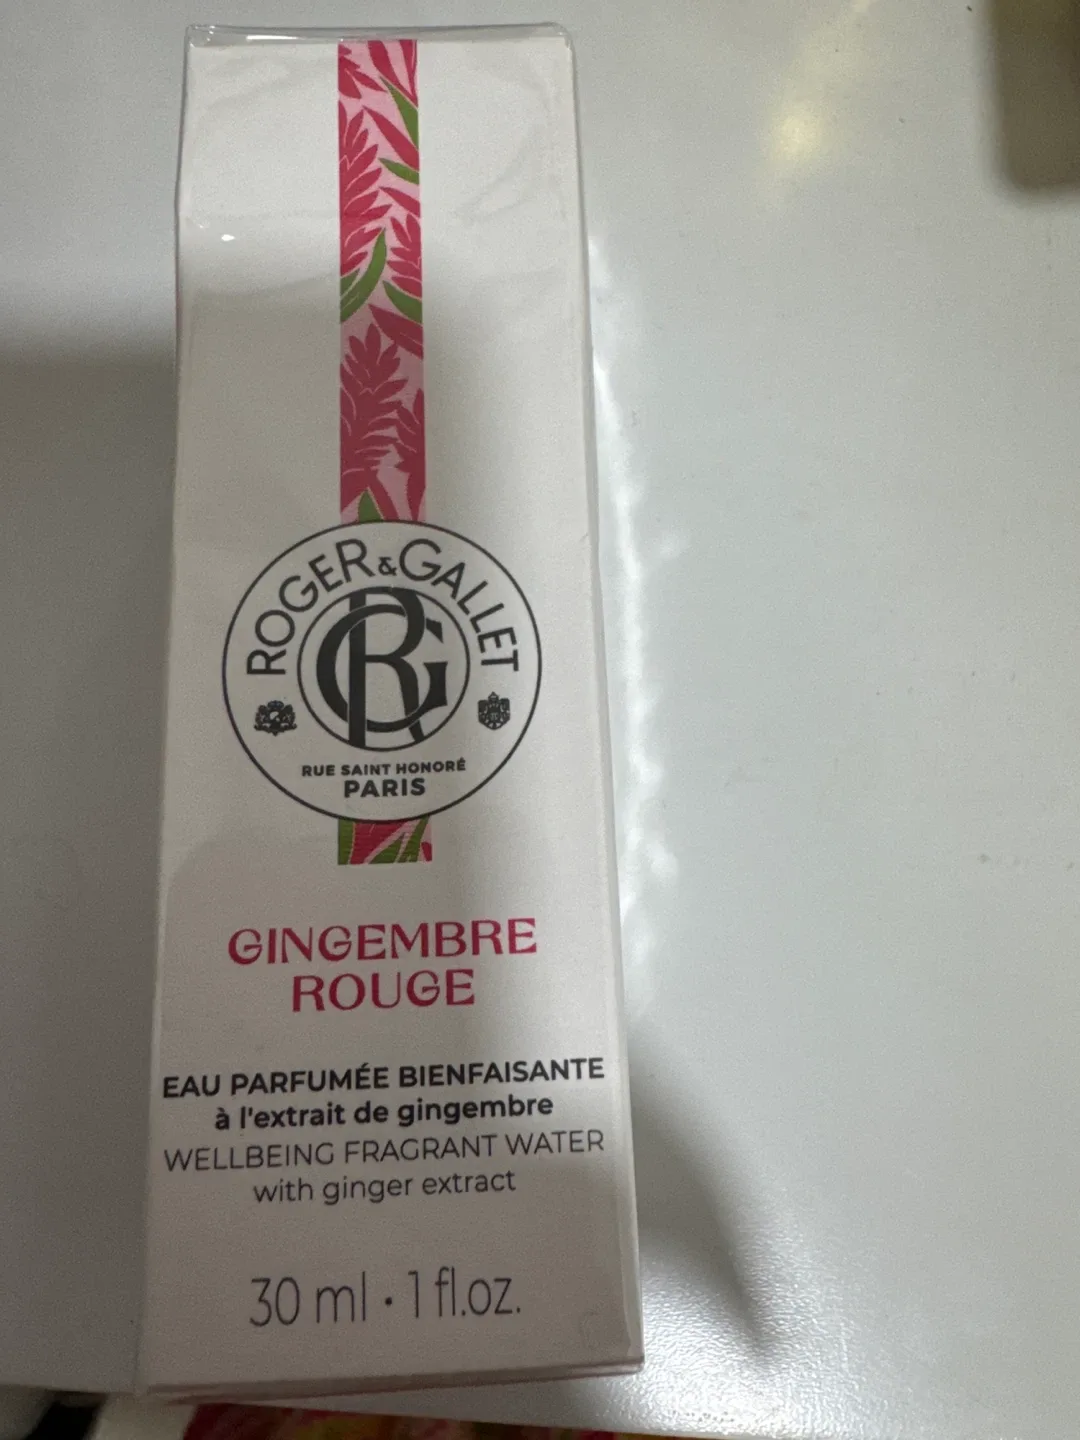 ROGER & GALLET
RG
RUE SAINT HONORÉ
PARIS
GINGEMBRE
ROUGE
EAU PARFUMÉE BIENFAISANTE
à l'extrait de gingembre
WELLBEING FRAGRANT WATER
with ginger extract
30 ml · 1 fl.oz.